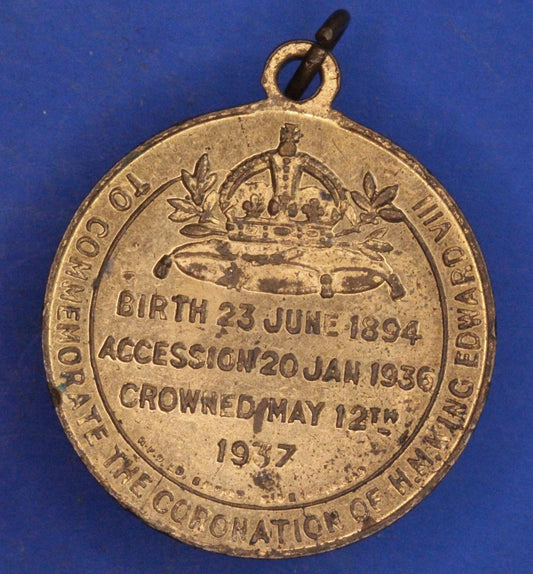 TO COMMEMORATE THE CORONATION OF H.M. KING EDWARD VIII
BIRTH 23 JUNE 1894
ACCESSION 20 JAN 1936
CROWNED MAY 12TH
1937